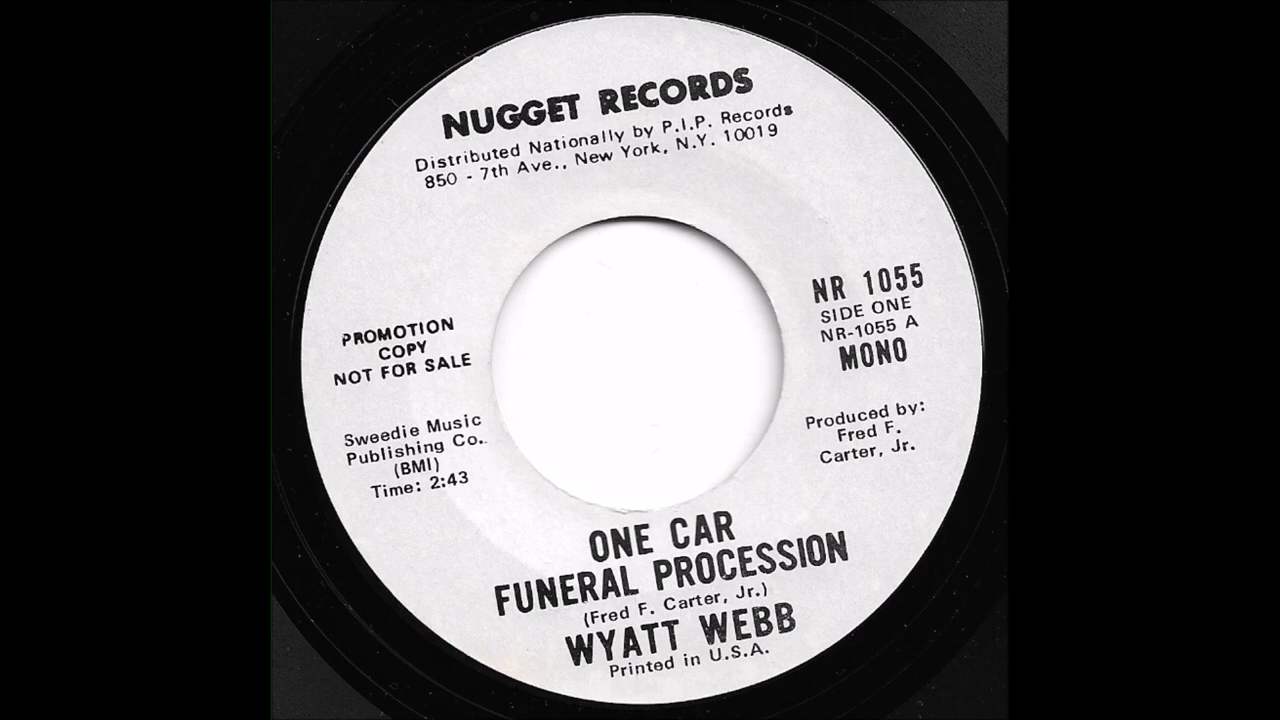 NUGGET RECORDS
Distributed Nationally by P.I.P. Records
850 - 7th Ave., New York, N.Y. 10019
PROMOTION
COPY
NOT FOR SALE
Sweedie Music
Publishing Co.
(BMI)
Time: 2:43
NR 1055
SIDE ONE
NR-1055 A
MONO
Produced by:
Fred F.
Carter, Jr.
ONE CAR
FUNERAL PROCESSION
(Fred F. Carter, Jr.)
WYATT WEBB
Printed in U.S.A.